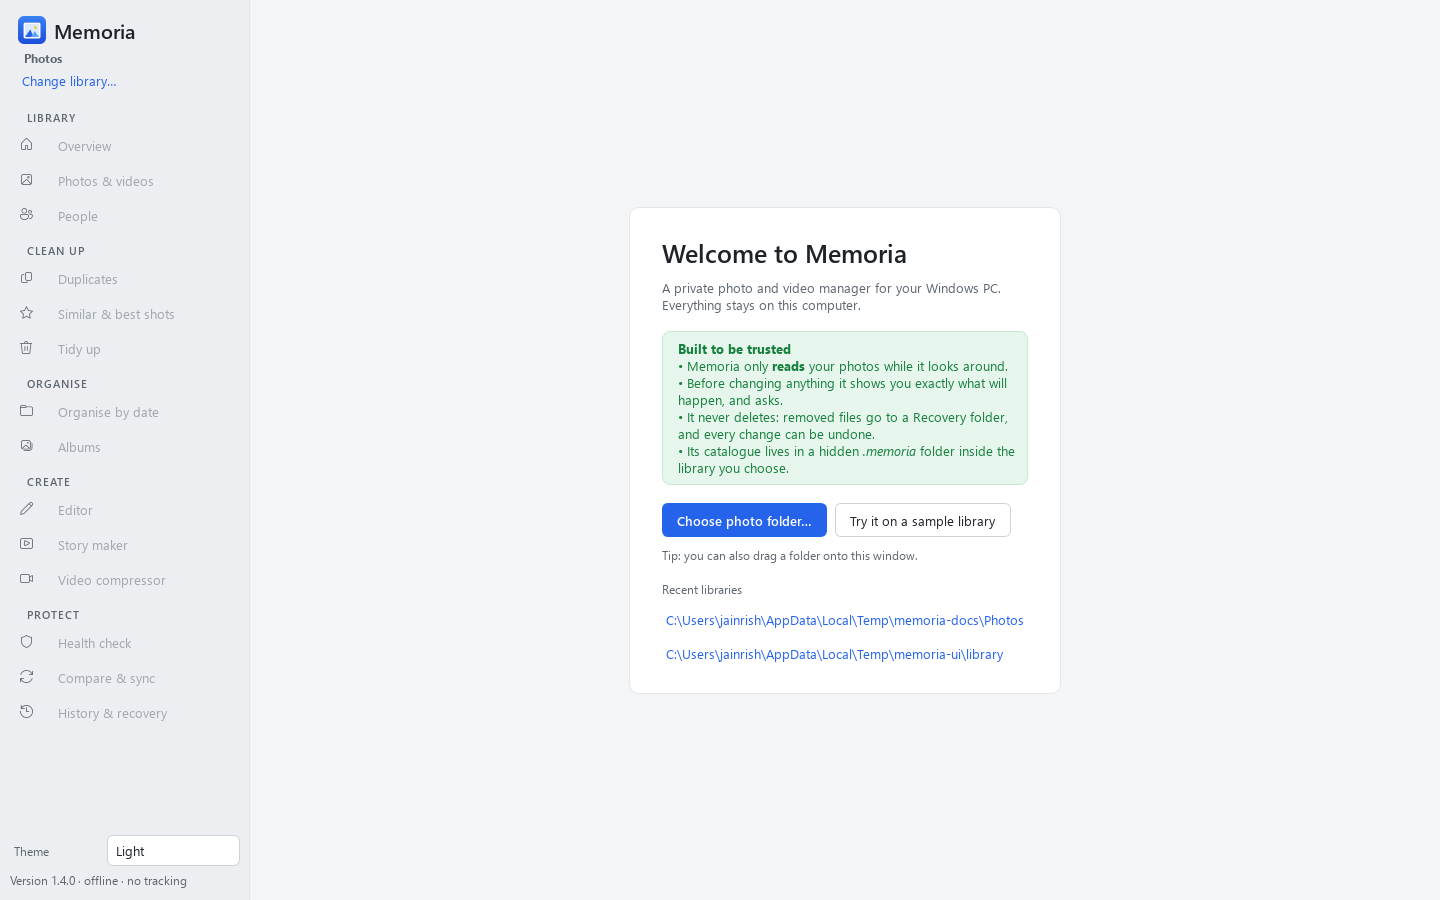 Memoria
Photos
Change library...
LIBRARY
Overview
Photos & videos
People
CLEAN UP
Duplicates
Similar & best shots
Tidy up
ORGANISE
Organise by date
Albums
CREATE
Editor
Story maker
Video compressor
PROTECT
Health check
Compare & sync
History & recovery
Theme
Light
Version 1.4.0 · offline · no tracking
Welcome to Memoria
A private photo and video manager for your Windows PC.
Everything stays on this computer.
Built to be trusted
• Memoria only reads your photos while it looks around.
• Before changing anything it shows you exactly what will
happen, and asks.
• It never deletes: removed files go to a Recovery folder,
and every change can be undone.
• Its catalogue lives in a hidden .memoria folder inside the
library you choose.
Choose photo folder...
Try it on a sample library
Tip: you can also drag a folder onto this window.
Recent libraries
C:\Users\jainrish\AppData\Local\Temp\memoria-docs\Photos
C:\Users\jainrish\AppData\Local\Temp\memoria-ui\library